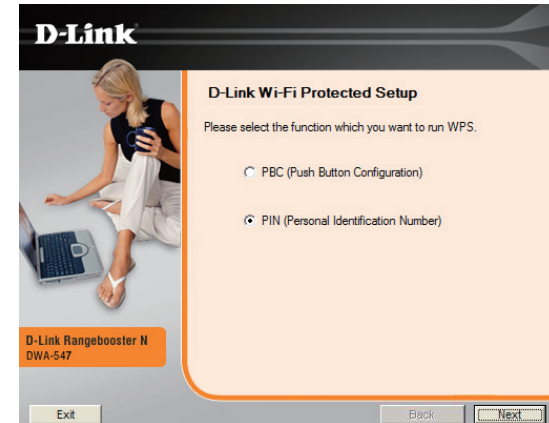 D-Link
D-Link Wi-Fi Protected Setup
Please select the function which you want to run WPS.
PBC (Push Button Configuration)
PIN (Personal Identification Number)
D-Link Rangebooster N
DWA-547
Exit
Back
Next